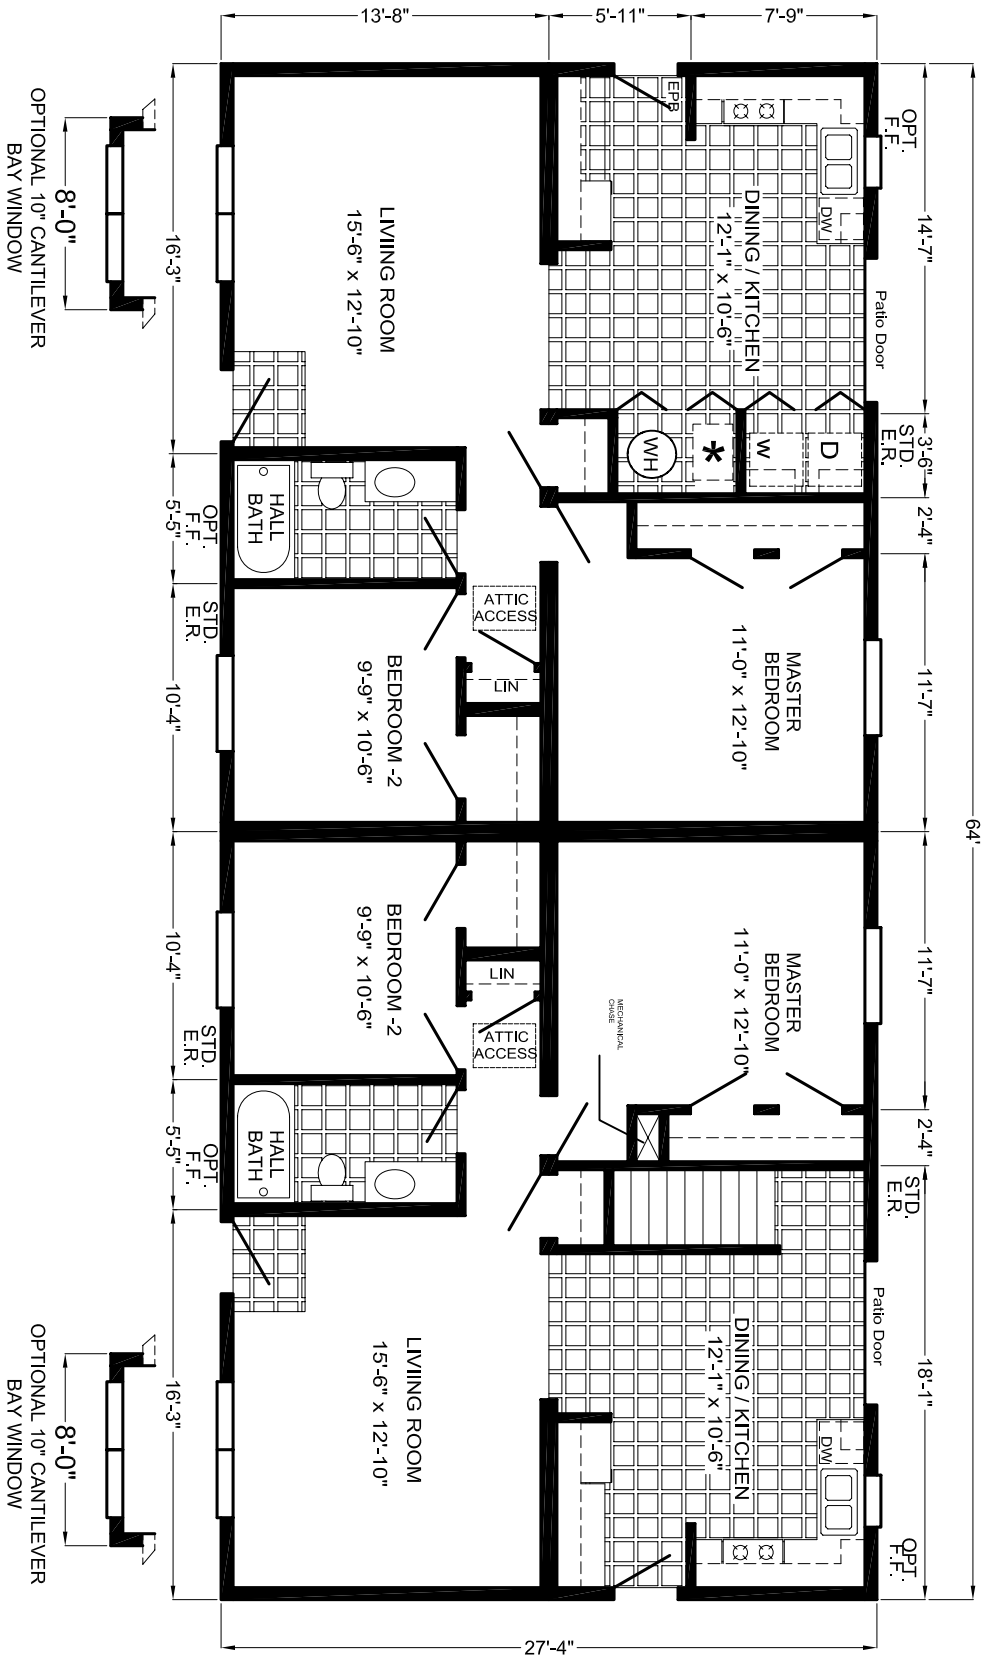 13'-8"
5'-11"
7'-9"
64'
14'-7"
3'-6"
2'-4"
11'-7"
11'-7"
2'-4"
18'-1"
OPT.
F.F.
Patio Door
STD.
E.R.
STD.
E.R.
Patio Door
OPT.
F.F.
EPB
DW
DINING / KITCHEN
12'-1" x 10'-6"
WH
*
W
D
MASTER
BEDROOM
11'-0" x 12'-10"
MASTER
BEDROOM
11'-0" x 12'-10"
MECHANICAL
CHASE
DW
DINING / KITCHEN
12'-1" x 10'-6"
LIVIING ROOM
15'-6" x 12'-10"
HALL
BATH
ATTIC
ACCESS
LIN
BEDROOM -2
9'-9" x 10'-6"
BEDROOM -2
9'-9" x 10'-6"
LIN
ATTIC
ACCESS
HALL
BATH
LIVIING ROOM
15'-6" x 12'-10"
OPT.
F.F.
STD.
E.R.
STD.
E.R.
OPT.
F.F.
16'-3"
5'-5"
10'-4"
10'-4"
5'-5"
16'-3"
8'-0"
OPTIONAL 10" CANTILEVER
BAY WINDOW
8'-0"
OPTIONAL 10" CANTILEVER
BAY WINDOW
27'-4"